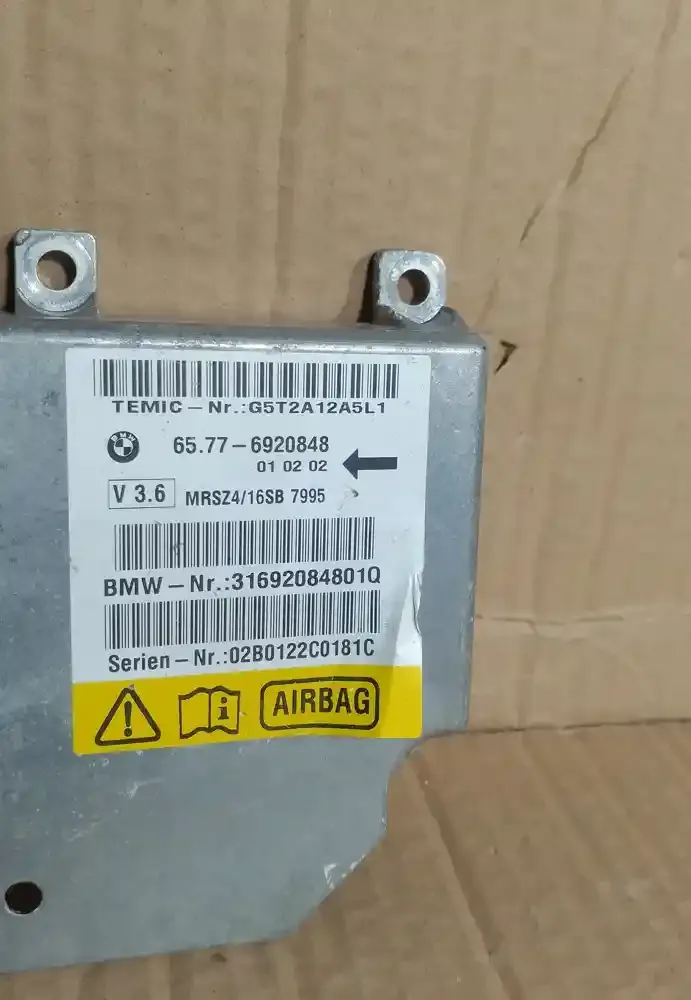 TEMIC – Nr.:G5T2A12A5L1
BMW
65.77 – 6920848
01 02 02
V 3.6 MRSZ4/16SB 7995
BMW – Nr.:31692084801Q
Serien – Nr.:02B0122C0181C
AIRBAG